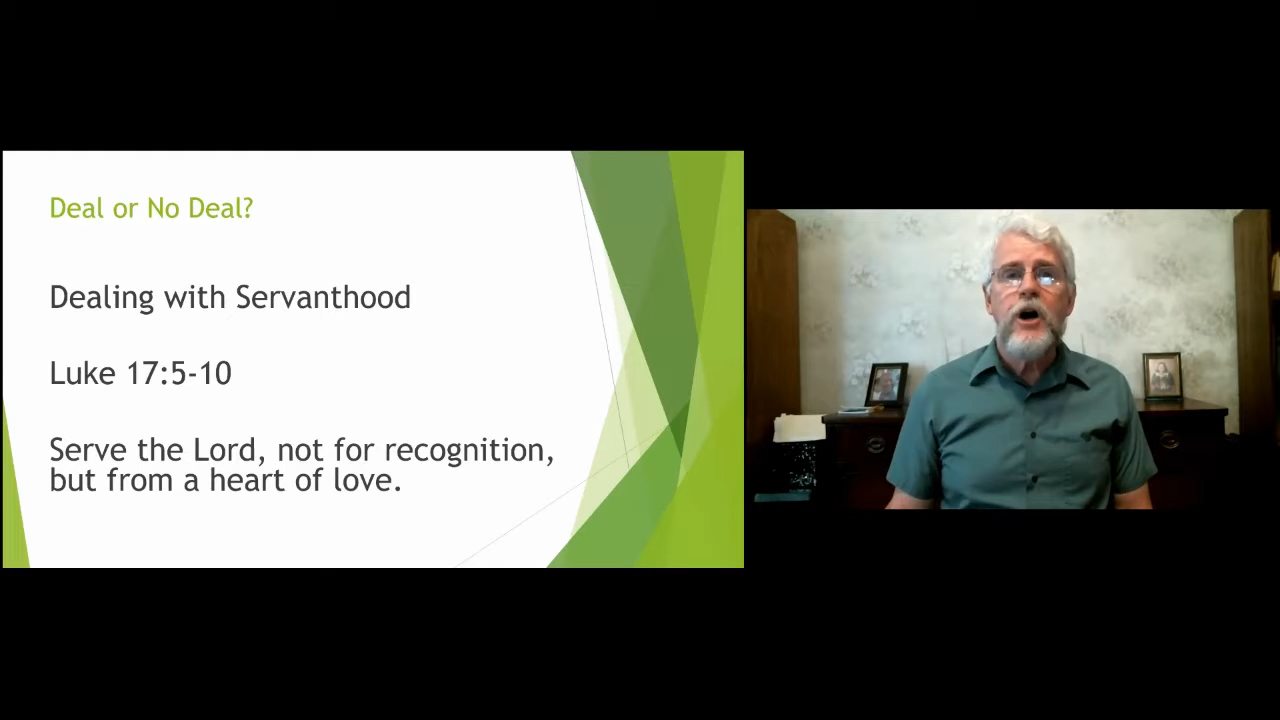 Deal or No Deal?
Dealing with Servanthood
Luke 17:5-10
Serve the Lord, not for recognition,
but from a heart of love.